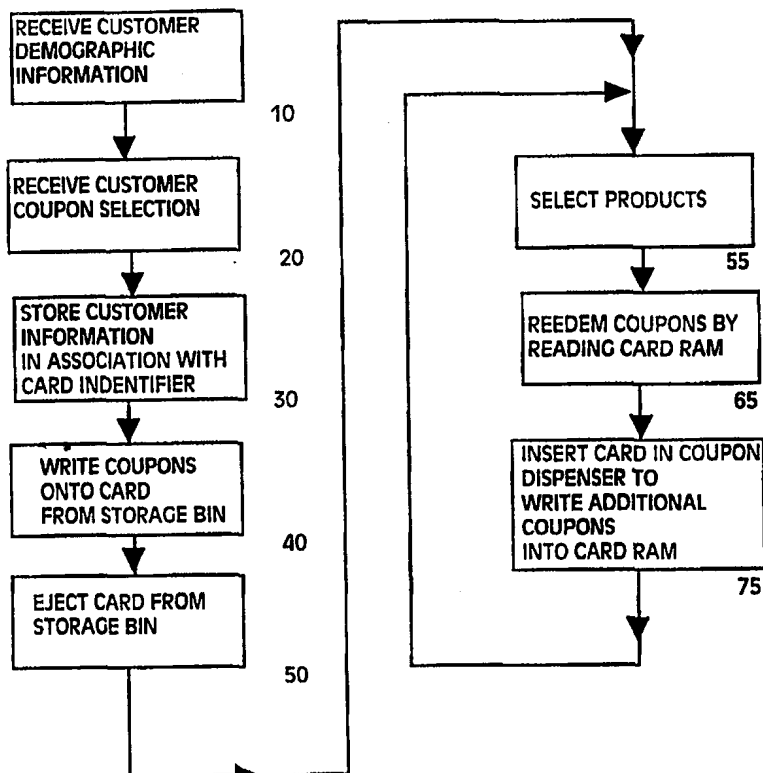 RECEIVE CUSTOMER
DEMOGRAPHIC
INFORMATION
10
RECEIVE CUSTOMER
COUPON SELECTION
20
STORE CUSTOMER
INFORMATION
IN ASSOCIATION WITH
CARD INDENTIFIER
30
WRITE COUPONS
ONTO CARD
FROM STORAGE BIN
40
EJECT CARD FROM
STORAGE BIN
50
SELECT PRODUCTS
55
REEDEM COUPONS BY
READING CARD RAM
65
INSERT CARD IN COUPON
DISPENSER TO
WRITE ADDITIONAL
COUPONS
INTO CARD RAM
75